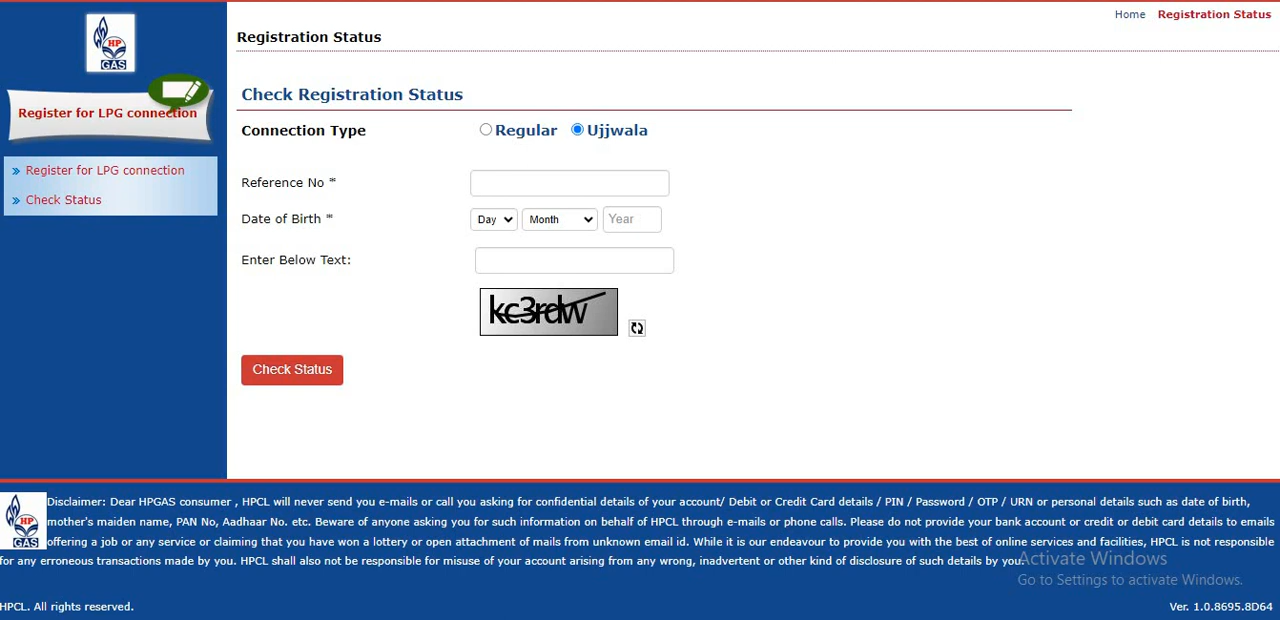 Home Registration Status
HP
GAS
Registration Status
Register for LPG connection
Check Registration Status
Connection Type Regular Ujjwala
» Register for LPG connection
» Check Status
Reference No *
Date of Birth * Day Month Year
Enter Below Text:
kc3rdw
Check Status
HP
GAS
Disclaimer: Dear HPGAS consumer , HPCL will never send you e-mails or call you asking for confidential details of your account/ Debit or Credit Card details / PIN / Password / OTP / URN or personal details such as date of birth,
mother's maiden name, PAN No, Aadhaar No. etc. Beware of anyone asking you for such information on behalf of HPCL through e-mails or phone calls. Please do not provide your bank account or credit or debit card details to emails
offering a job or any service or claiming that you have won a lottery or open attachment of mails from unknown email id. While it is our endeavour to provide you with the best of online services and facilities, HPCL is not responsible
for any erroneous transactions made by you. HPCL shall also not be responsible for misuse of your account arising from any wrong, inadvertent or other kind of disclosure of such details by you.
Activate Windows
Go to Settings to activate Windows.
HPCL. All rights reserved. Ver. 1.0.8695.8D64